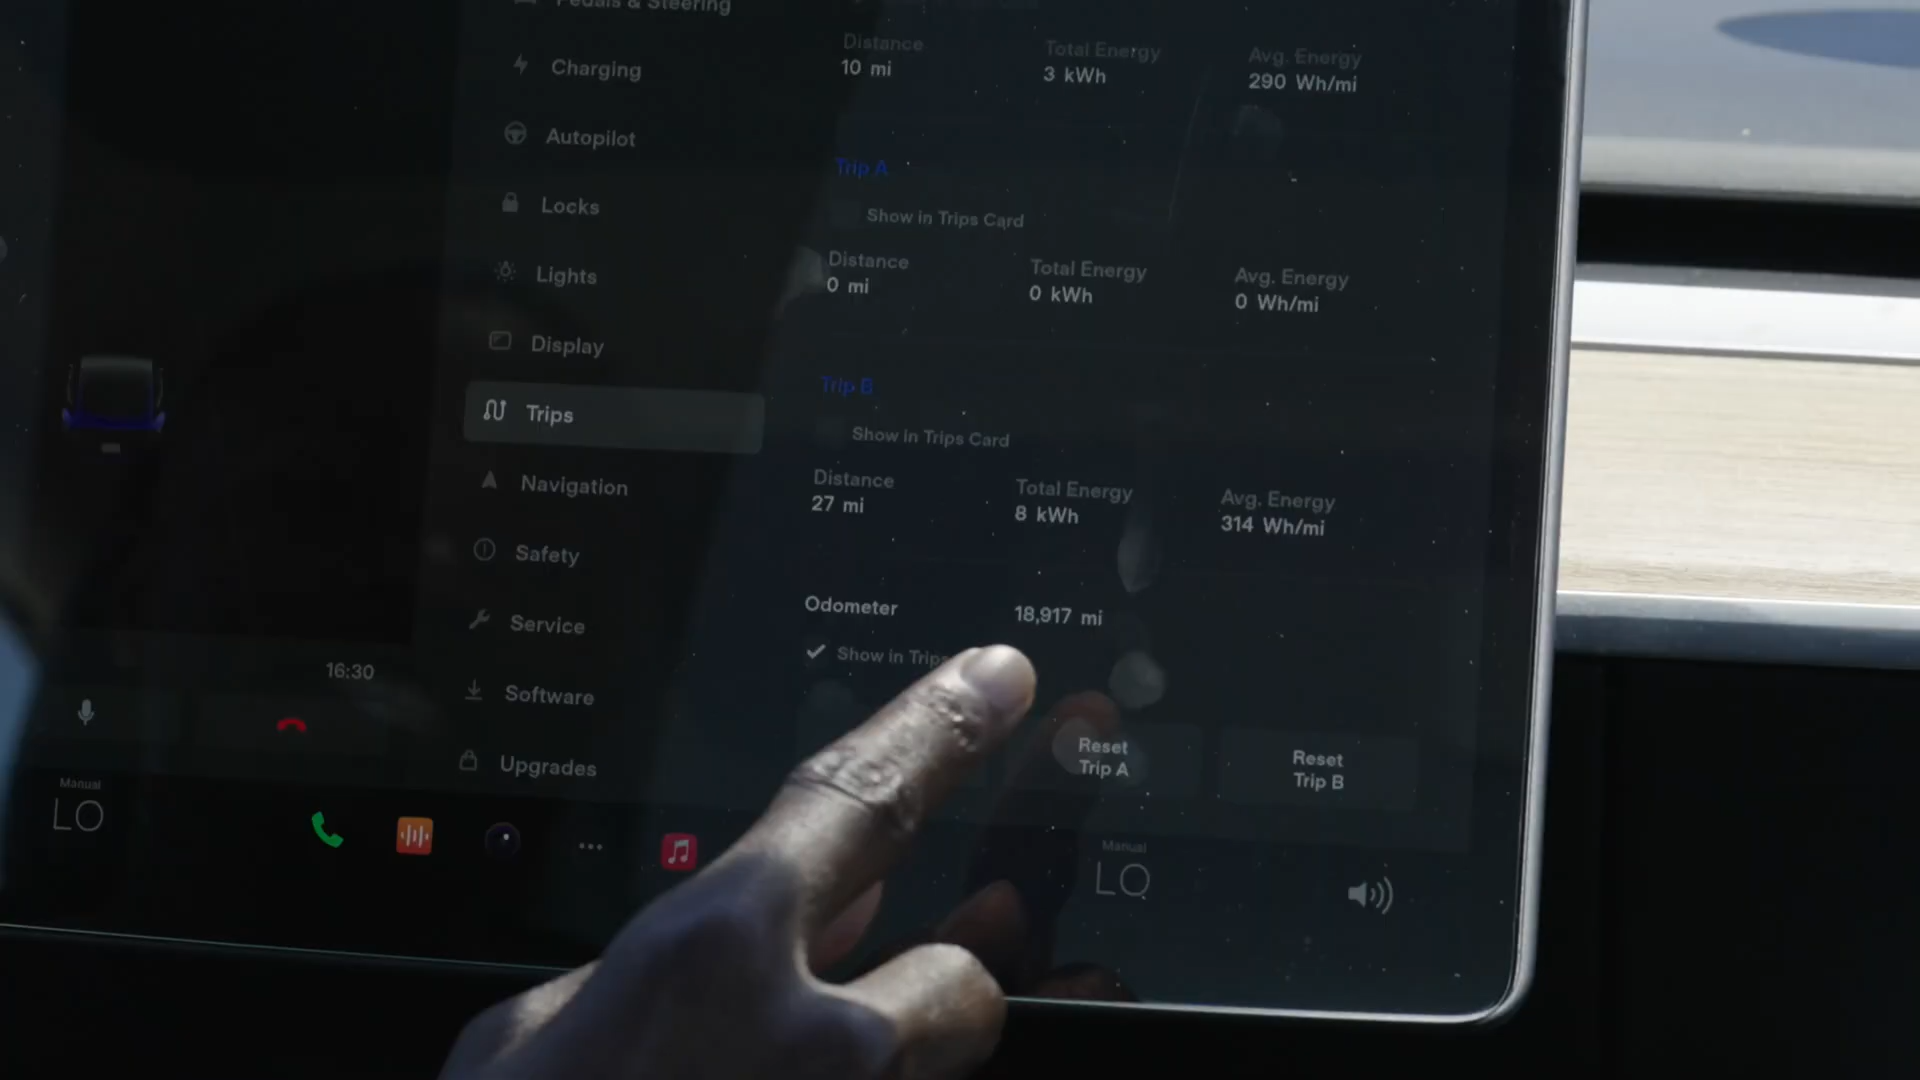 Pedals & Steering
Charging
Autopilot
Locks
Lights
Display
Trips
Navigation
Safety
Service
Software
Upgrades
Distance Total Energy Avg. Energy
10 mi 3 kWh 290 Wh/mi
Trip A
Show in Trips Card
Distance Total Energy Avg. Energy
0 mi 0 kWh 0 Wh/mi
Trip B
Show in Trips Card
Distance Total Energy Avg. Energy
27 mi 8 kWh 314 Wh/mi
Odometer 18,917 mi
Show in Trips
Reset
Trip A
Reset
Trip B
16:30
Manual
LO
Manual
LO